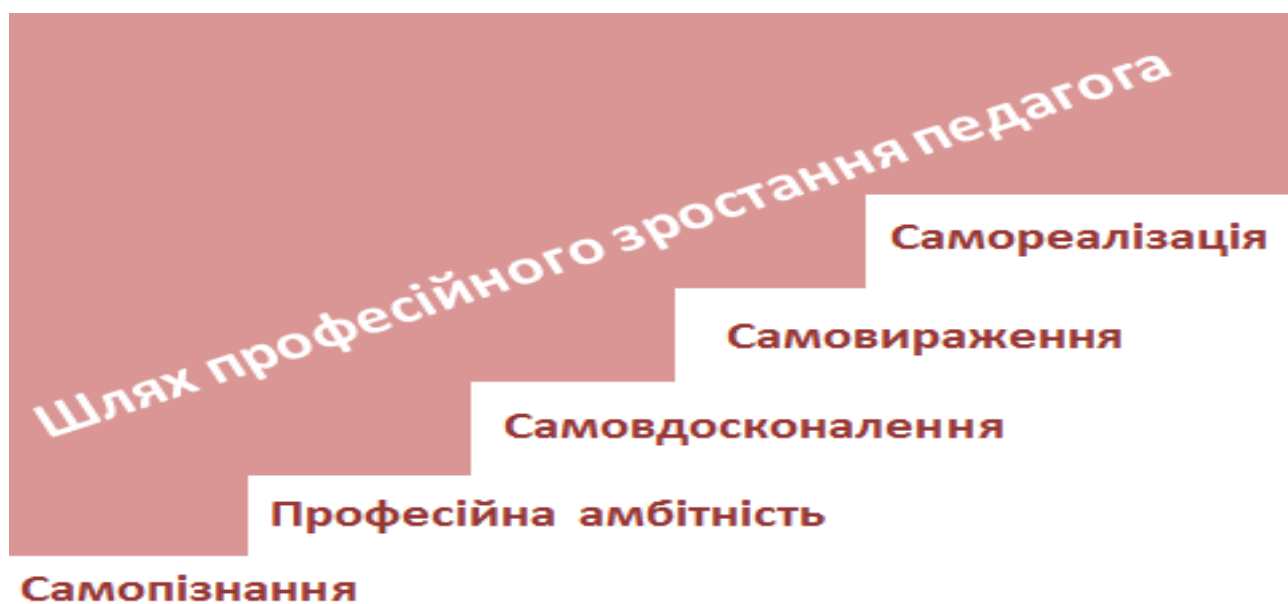 Шлях професійного зростання педагога
Самореалізація
Самовираження
Самовдосконалення
Професійна амбітність
Самопізнання